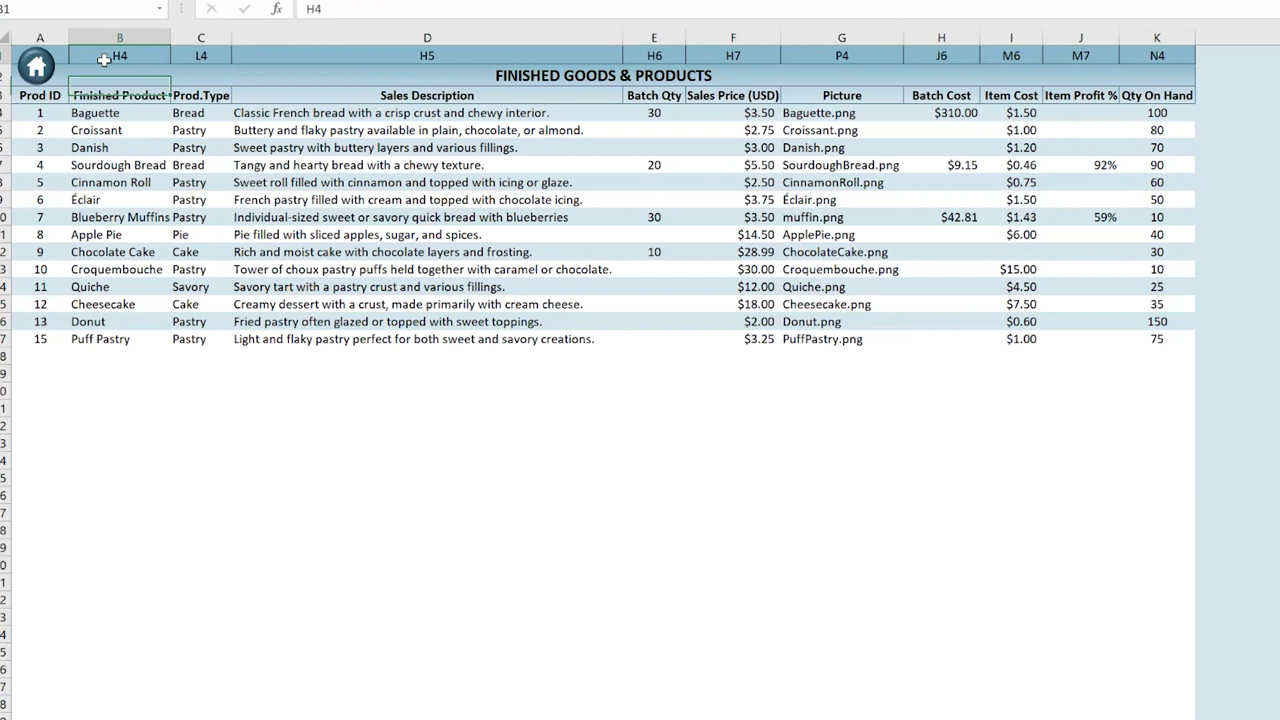 B1 H4
A B C D E F G H I J K
H4 L4 H5 H6 H7 P4 J6 M6 M7 N4
FINISHED GOODS & PRODUCTS
Prod ID Finished Product Prod.Type Sales Description Batch Qty Sales Price (USD) Picture Batch Cost Item Cost Item Profit % Qty On Hand
1 Baguette Bread Classic French bread with a crisp crust and chewy interior. 30 $3.50 Baguette.png $310.00 $1.50 100
2 Croissant Pastry Buttery and flaky pastry available in plain, chocolate, or almond. $2.75 Croissant.png $1.00 80
3 Danish Pastry Sweet pastry with buttery layers and various fillings. $3.00 Danish.png $1.20 70
4 Sourdough Bread Bread Tangy and hearty bread with a chewy texture. 20 $5.50 SourdoughBread.png $9.15 $0.46 92% 90
5 Cinnamon Roll Pastry Sweet roll filled with cinnamon and topped with icing or glaze. $2.50 CinnamonRoll.png $0.75 60
6 Éclair Pastry French pastry filled with cream and topped with chocolate icing. $3.75 Éclair.png $1.50 50
7 Blueberry Muffins Pastry Individual-sized sweet or savory quick bread with blueberries 30 $3.50 muffin.png $42.81 $1.43 59% 10
8 Apple Pie Pie Pie filled with sliced apples, sugar, and spices. $14.50 ApplePie.png $6.00 40
9 Chocolate Cake Cake Rich and moist cake with chocolate layers and frosting. 10 $28.99 ChocolateCake.png 30
10 Croquembouche Pastry Tower of choux pastry puffs held together with caramel or chocolate. $30.00 Croquembouche.png $15.00 10
11 Quiche Savory Savory tart with a pastry crust and various fillings. $12.00 Quiche.png $4.50 25
12 Cheesecake Cake Creamy dessert with a crust, made primarily with cream cheese. $18.00 Cheesecake.png $7.50 35
13 Donut Pastry Fried pastry often glazed or topped with sweet toppings. $2.00 Donut.png $0.60 150
15 Puff Pastry Pastry Light and flaky pastry perfect for both sweet and savory creations. $3.25 PuffPastry.png $1.00 75